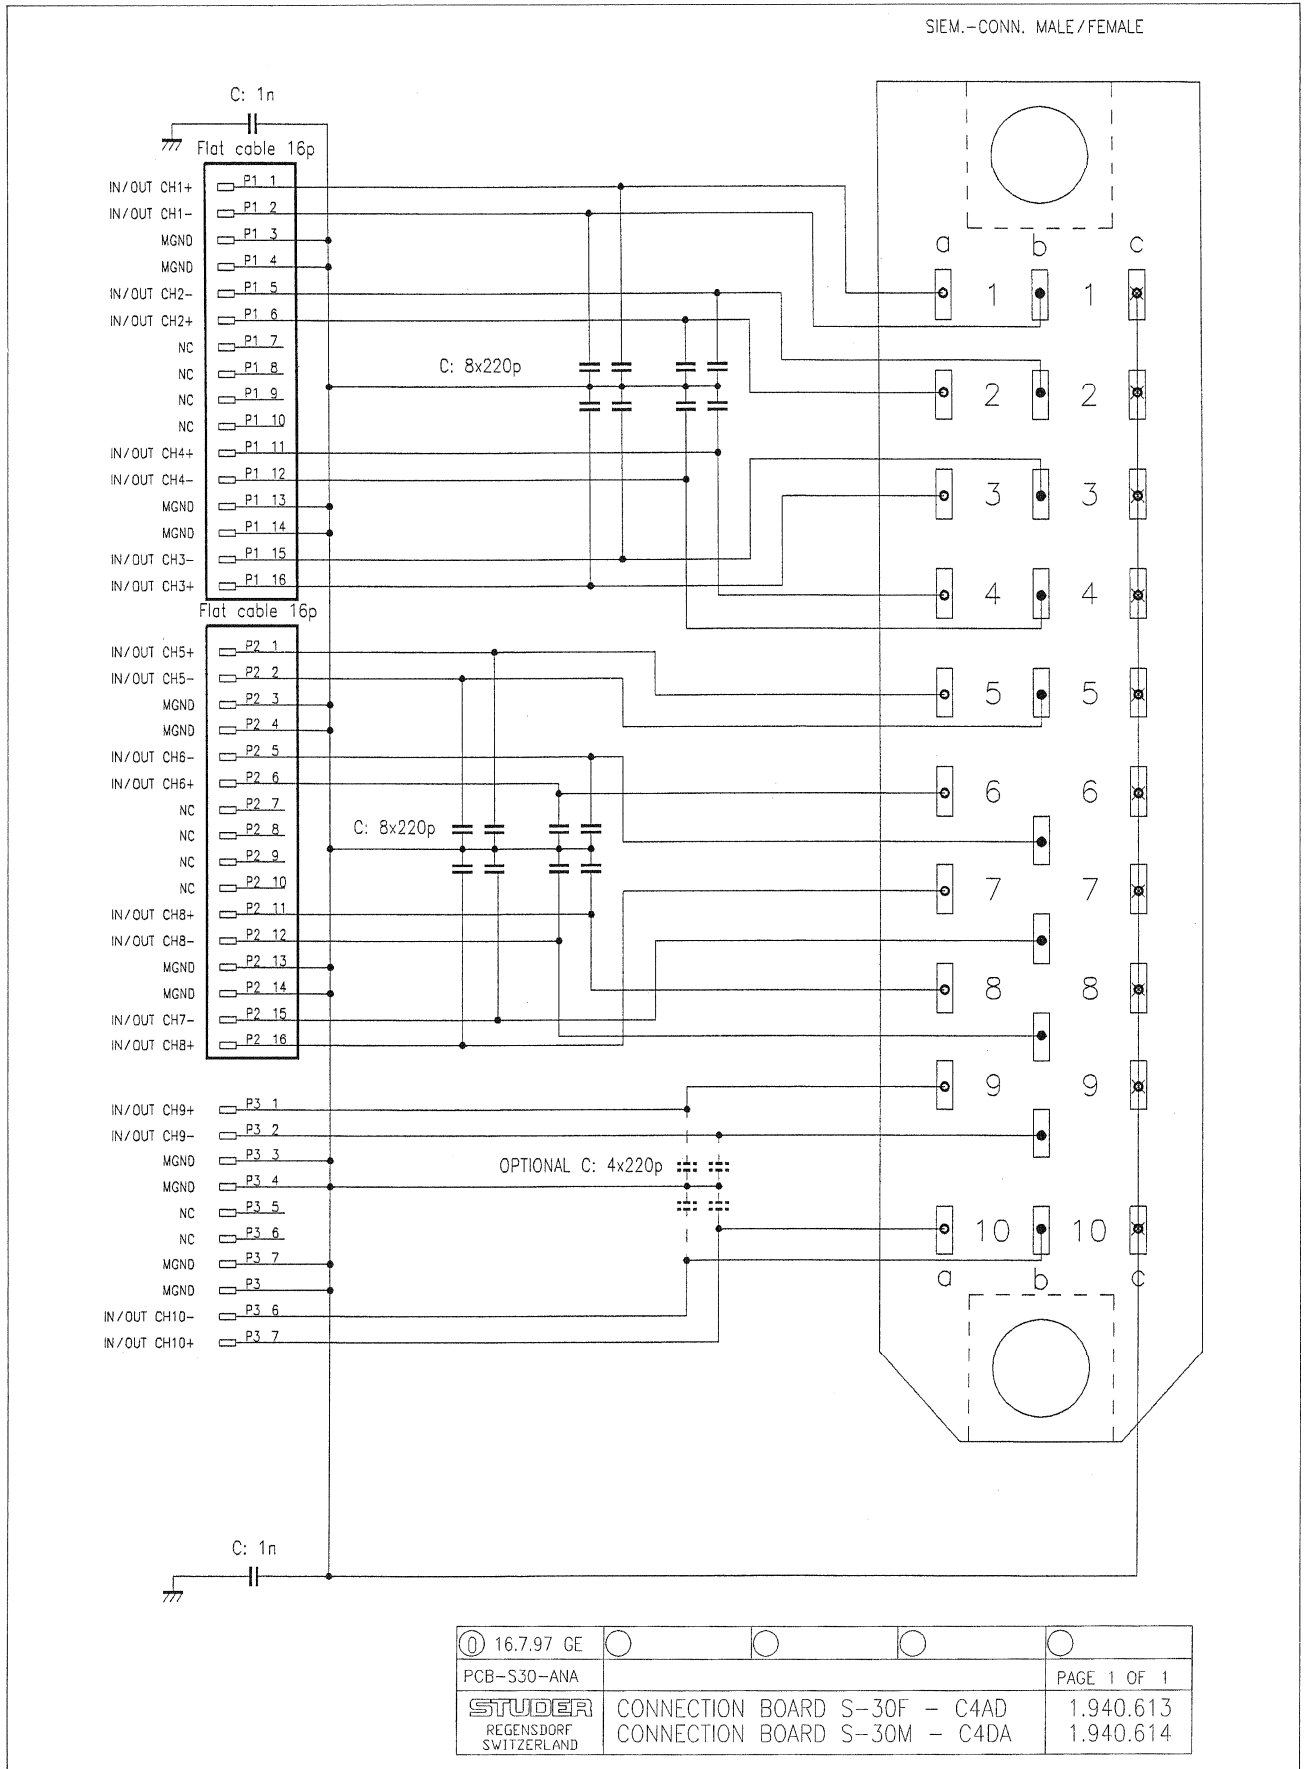 SIEM.-CONN. MALE/FEMALE
C: 1n
Flat cable 16p
IN/OUT CH1+ P1 1
IN/OUT CH1- P1 2
MGND P1 3
MGND P1 4
IN/OUT CH2- P1 5
IN/OUT CH2+ P1 6
NC P1 7
NC P1 8
NC P1 9
NC P1 10
IN/OUT CH4+ P1 11
IN/OUT CH4- P1 12
MGND P1 13
MGND P1 14
IN/OUT CH3- P1 15
IN/OUT CH3+ P1 16
C: 8x220p
Flat cable 16p
IN/OUT CH5+ P2 1
IN/OUT CH5- P2 2
MGND P2 3
MGND P2 4
IN/OUT CH6- P2 5
IN/OUT CH6+ P2 6
NC P2 7
NC P2 8
NC P2 9
NC P2 10
IN/OUT CH8+ P2 11
IN/OUT CH8- P2 12
MGND P2 13
MGND P2 14
IN/OUT CH7- P2 15
IN/OUT CH8+ P2 16
C: 8x220p
IN/OUT CH9+ P3 1
IN/OUT CH9- P3 2
MGND P3 3
MGND P3 4
NC P3 5
NC P3 6
MGND P3 7
MGND P3
IN/OUT CH10- P3 6
IN/OUT CH10+ P3 7
OPTIONAL C: 4x220p
a b c
1 1
2 2
3 3
4 4
5 5
6 6
7 7
8 8
9 9
10 10
a b c
C: 1n
0 16.7.97 GE
PCB-S30-ANA PAGE 1 OF 1
STUDER
REGENSDORF
SWITZERLAND
CONNECTION BOARD S-30F - C4AD 1.940.613
CONNECTION BOARD S-30M - C4DA 1.940.614